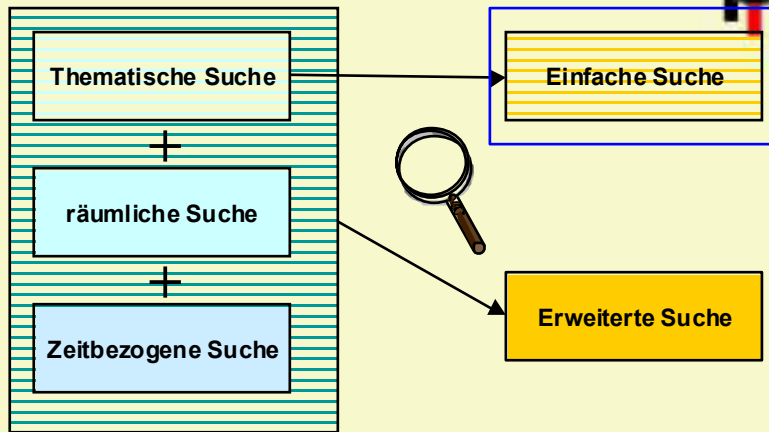 Thematische Suche
Einfache Suche
+
räumliche Suche
+
Zeitbezogene Suche
Erweiterte Suche